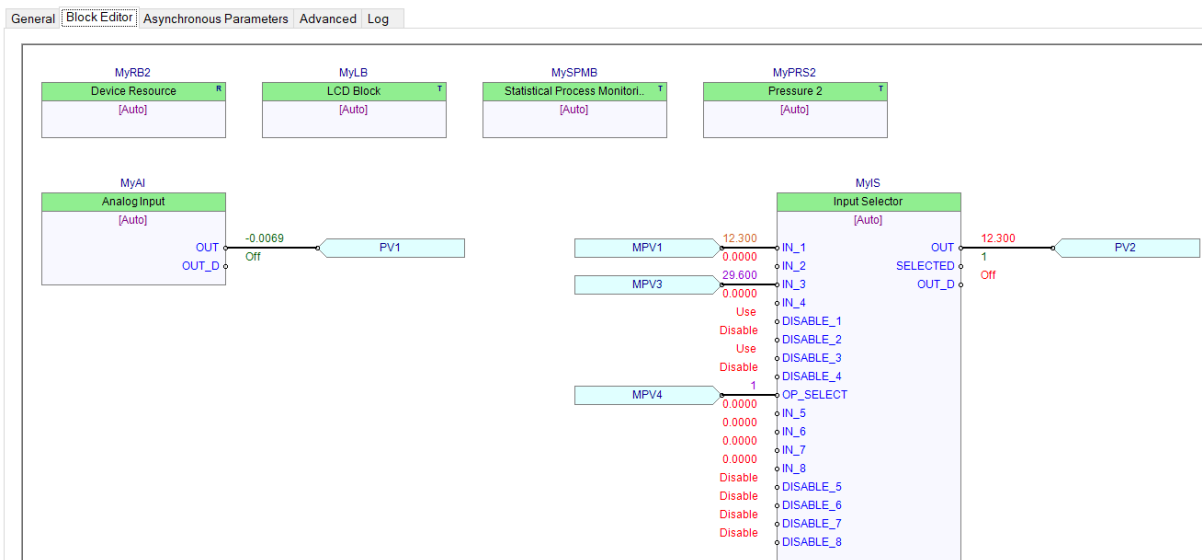 General Block Editor Asynchronous Parameters Advanced Log
MyRB2 MyLB MySPMB MyPRS2
Device Resource R LCD Block T Statistical Process Monitori.. T Pressure 2 T
[Auto] [Auto] [Auto] [Auto]
MyAI MyIS
Analog Input Input Selector
[Auto] [Auto]
OUT -0.0069 PV1 MPV1 12.300 IN_1 OUT 12.300 PV2
OUT_D Off 0.0000 IN_2 SELECTED 1
MPV3 29.600 IN_3 OUT_D Off
0.0000 IN_4
Use DISABLE_1
Disable DISABLE_2
Use DISABLE_3
Disable DISABLE_4
MPV4 1 OP_SELECT
0.0000 IN_5
0.0000 IN_6
0.0000 IN_7
0.0000 IN_8
Disable DISABLE_5
Disable DISABLE_6
Disable DISABLE_7
Disable DISABLE_8